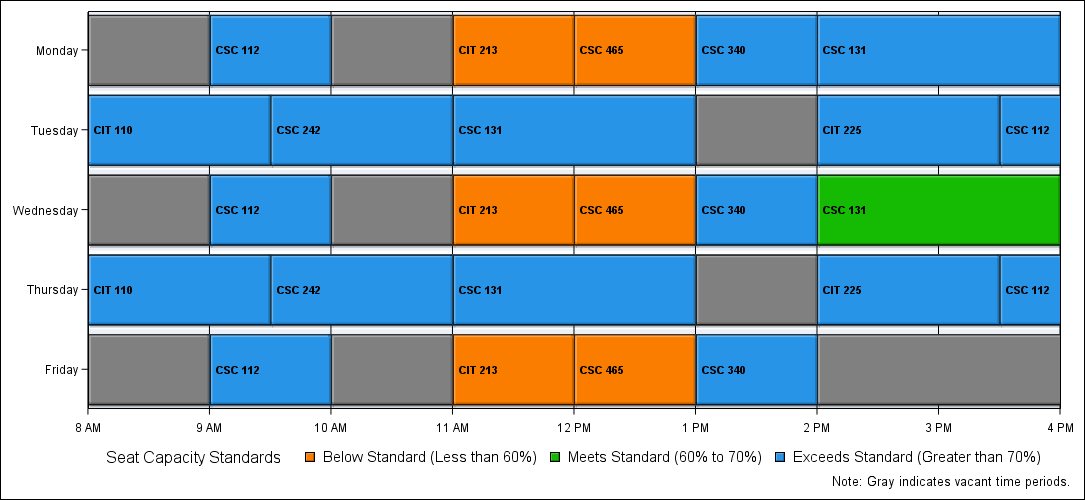 Monday
CSC 112
CIT 213
CSC 465
CSC 340
CSC 131
Tuesday
CIT 110
CSC 242
CSC 131
CIT 225
CSC 112
Wednesday
CSC 112
CIT 213
CSC 465
CSC 340
CSC 131
Thursday
CIT 110
CSC 242
CSC 131
CIT 225
CSC 112
Friday
CSC 112
CIT 213
CSC 465
CSC 340
8 AM 9 AM 10 AM 11 AM 12 PM 1 PM 2 PM 3 PM 4 PM
Seat Capacity Standards Below Standard (Less than 60%) Meets Standard (60% to 70%) Exceeds Standard (Greater than 70%)
Note: Gray indicates vacant time periods.